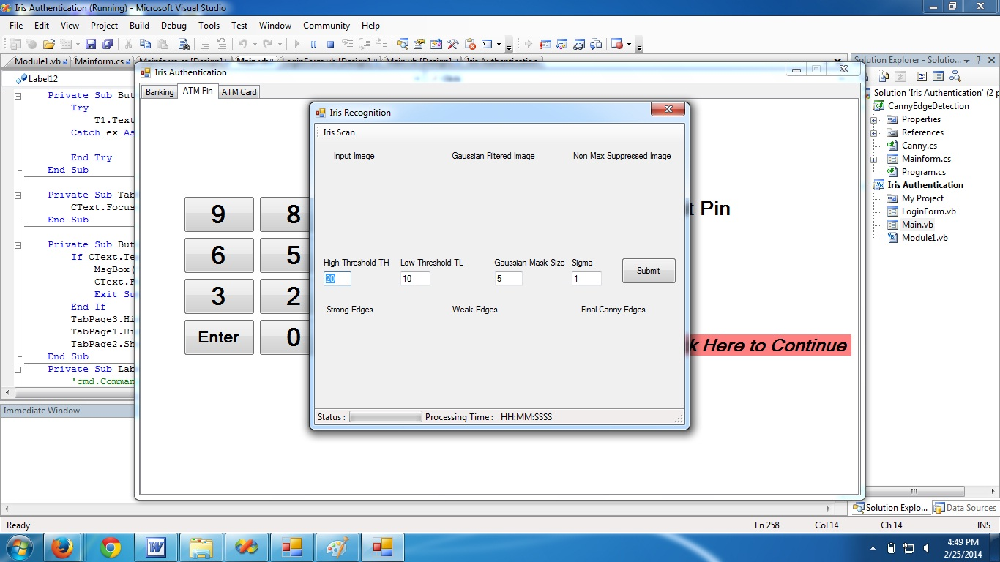 Iris Authentication (Running) - Microsoft Visual Studio
File Edit View Project Build Debug Tools Test Window Community Help
Module1.vb Mainform.cs Mainform.cs [Design] Main.vb LoginForm.vb [Design] Main.vb [Design] Iris Authentication
Label12
Private Sub But
Try
T1.Text
Catch ex As
End Try
End Sub
Private Sub Tab
CText.Focus
End Sub
Private Sub But
If CText.Te
MsgBox(
CText.F
Exit Su
End If
TabPage3.Hi
TabPage1.Hi
TabPage2.Sh
End Sub
Private Sub Lab
'cmd.Comman
Immediate Window
Iris Authentication
Banking ATM Pin ATM Card
9 8
6 5
3 2
Enter 0
t Pin
k Here to Continue
Iris Recognition
Iris Scan
Input Image Gaussian Filtered Image Non Max Suppressed Image
High Threshold TH Low Threshold TL Gaussian Mask Size Sigma
20 10 5 1 Submit
Strong Edges Weak Edges Final Canny Edges
Status : Processing Time : HH:MM:SSSS
Solution Explorer - Solutio...
Solution 'Iris Authentication' (2 p
CannyEdgeDetection
Properties
References
Canny.cs
Mainform.cs
Program.cs
Iris Authentication
My Project
LoginForm.vb
Main.vb
Module1.vb
Solution Explo... Data Sources
Ready Ln 258 Col 14 Ch 14 INS
4:49 PM
2/25/2014